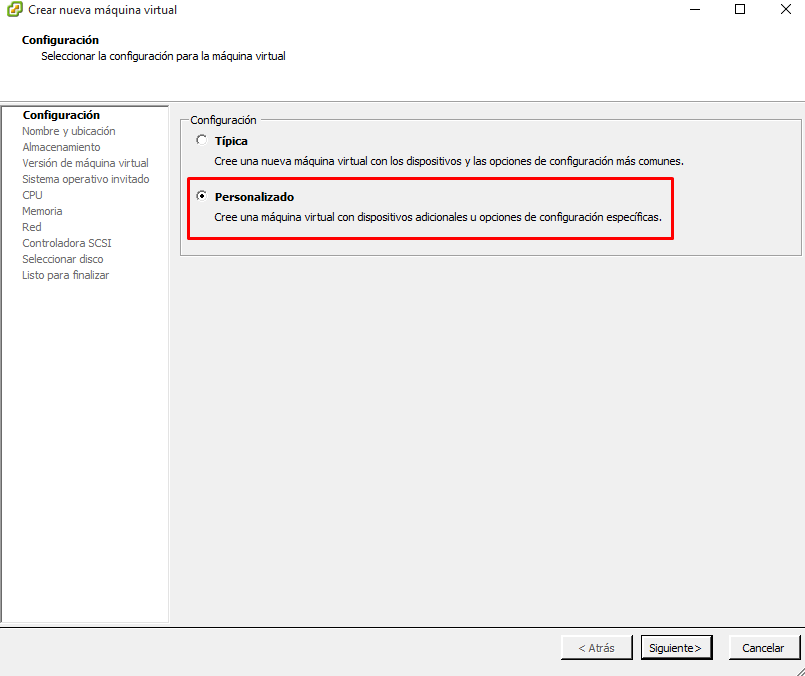 Crear nueva máquina virtual
Configuración
Seleccionar la configuración para la máquina virtual
Configuración
Nombre y ubicación
Almacenamiento
Versión de máquina virtual
Sistema operativo invitado
CPU
Memoria
Red
Controladora SCSI
Seleccionar disco
Listo para finalizar
Configuración
Típica
Cree una nueva máquina virtual con los dispositivos y las opciones de configuración más comunes.
Personalizado
Cree una máquina virtual con dispositivos adicionales u opciones de configuración específicas.
< Atrás
Siguiente>
Cancelar